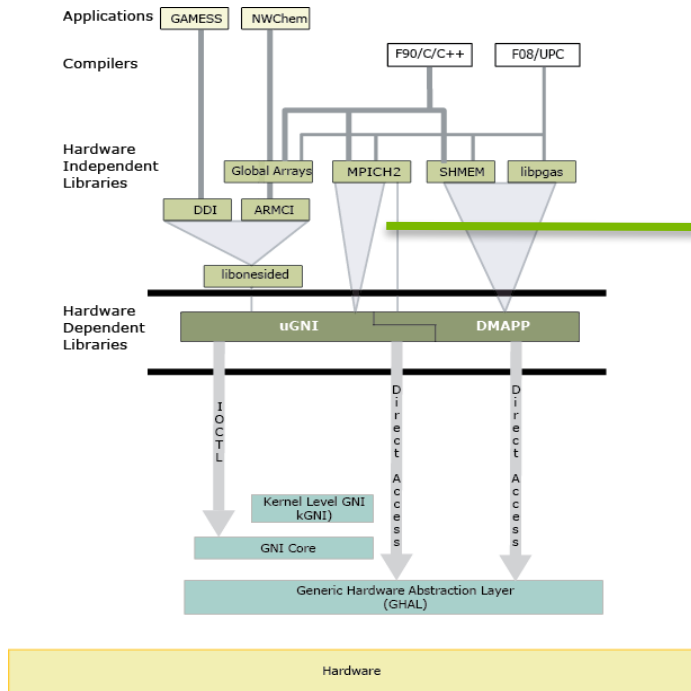 Applications
GAMESS
NWChem
Compilers
F90/C/C++
F08/UPC
Hardware
Independent
Libraries
Global Arrays
MPICH2
SHMEM
libpgas
DDI
ARMCI
libonesided
Hardware
Dependent
Libraries
uGNI
DMAPP
IOCTL
Direct Access
Direct Access
Kernel Level GNI
kGNI)
GNI Core
Generic Hardware Abstraction Layer
(GHAL)
Hardware